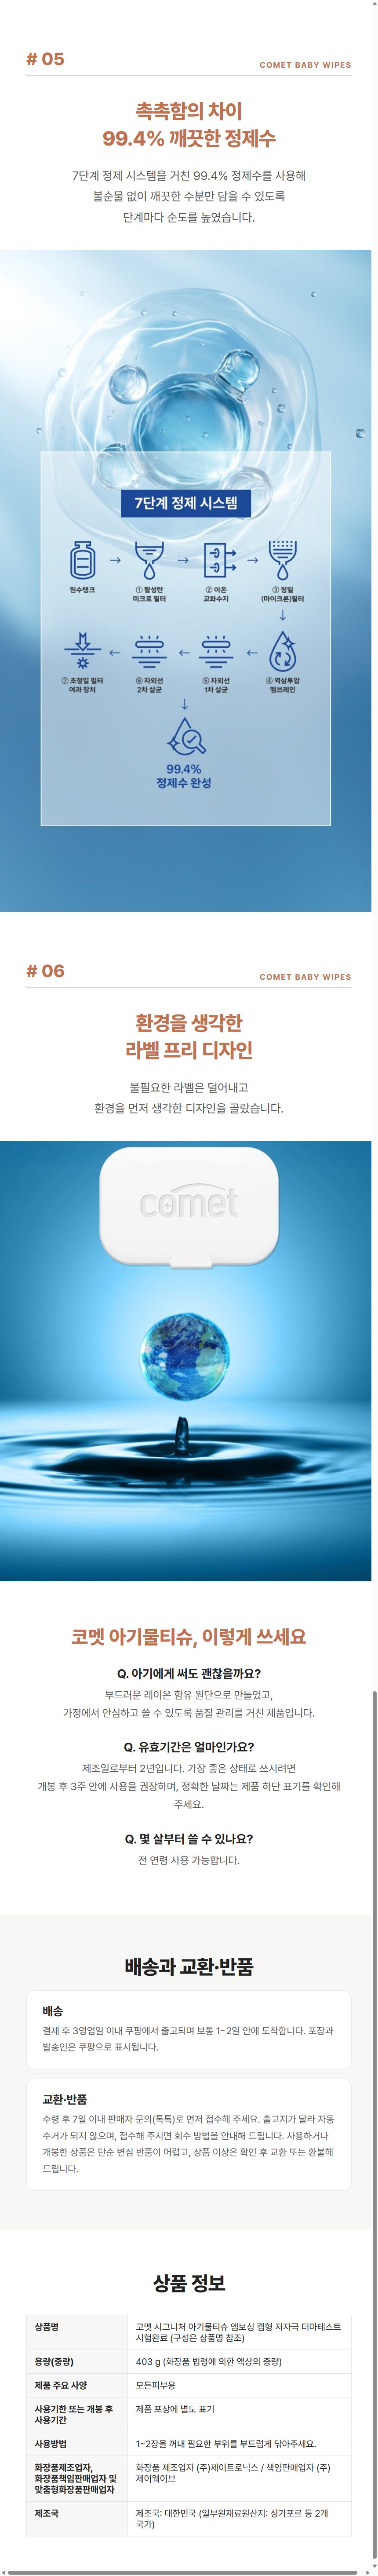 # 05
COMET BABY WIPES
촉촉함의 차이
99.4% 깨끗한 정제수
7단계 정제 시스템을 거친 99.4% 정제수를 사용해
불순물 없이 깨끗한 수분만 담을 수 있도록
단계마다 순도를 높였습니다.
7단계 정제 시스템
원수탱크
① 활성탄
미크로 필터
② 이온
교화수지
③ 정밀
(마이크론)필터
⑦ 초정밀 필터
여과 장치
⑥ 자외선
2차 살균
⑤ 자외선
1차 살균
④ 역삼투압
멤브레인
99.4%
정제수 완성
# 06
COMET BABY WIPES
환경을 생각한
라벨 프리 디자인
불필요한 라벨은 덜어내고
환경을 먼저 생각한 디자인을 골랐습니다.
comet
코멧 아기물티슈, 이렇게 쓰세요
Q. 아기에게 써도 괜찮을까요?
부드러운 레이온 함유 원단으로 만들었고,
가정에서 안심하고 쓸 수 있도록 품질 관리를 거친 제품입니다.
Q. 유효기간은 얼마인가요?
제조일로부터 2년입니다. 가장 좋은 상태로 쓰시려면
개봉 후 3주 안에 사용을 권장하며, 정확한 날짜는 제품 하단 표기를 확인해
주세요.
Q. 몇 살부터 쓸 수 있나요?
전 연령 사용 가능합니다.
배송과 교환·반품
배송
결제 후 3영업일 이내 쿠팡에서 출고되며 보통 1~2일 안에 도착합니다. 포장과
발송인은 쿠팡으로 표시됩니다.
교환·반품
수령 후 7일 이내 판매자 문의(톡톡)로 먼저 접수해 주세요. 출고지가 달라 자동
수거가 되지 않으며, 접수해 주시면 회수 방법을 안내해 드립니다. 사용하거나
개봉한 상품은 단순 변심 반품이 어렵고, 상품 이상은 확인 후 교환 또는 환불해
드립니다.
상품 정보
상품명
코멧 시그니처 아기물티슈 엠보싱 캡형 저자극 더마테스트
시험완료 (구성은 상품명 참조)
용량(중량)
403 g (화장품 법령에 의한 액상의 중량)
제품 주요 사양
모든피부용
사용기한 또는 개봉 후
사용기간
제품 포장에 별도 표기
사용방법
1~2장을 꺼내 필요한 부위를 부드럽게 닦아주세요.
화장품제조업자,
화장품책임판매업자 및
맞춤형화장품판매업자
화장품 제조업자 (주)제이트로닉스 / 책임판매업자 (주)
제이웨이브
제조국
제조국: 대한민국 (일부원재료원산지: 싱가포르 등 2개
국가)